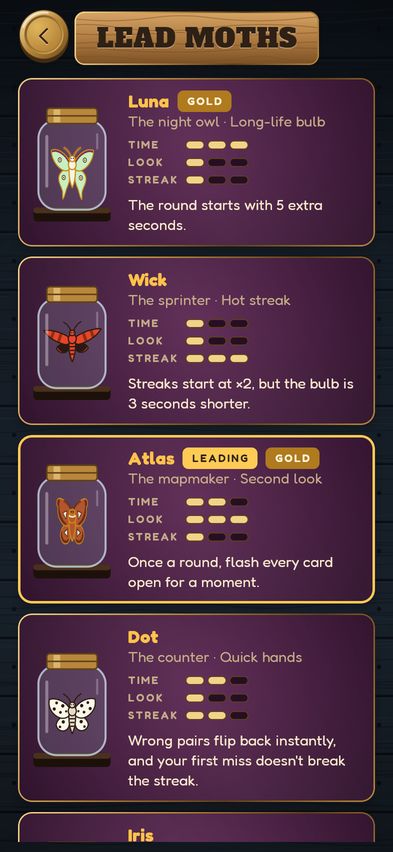 LEAD MOTHS
Luna GOLD
The night owl · Long-life bulb
TIME
LOOK
STREAK
The round starts with 5 extra
seconds.
Wick
The sprinter · Hot streak
TIME
LOOK
STREAK
Streaks start at ×2, but the bulb is
3 seconds shorter.
Atlas LEADING GOLD
The mapmaker · Second look
TIME
LOOK
STREAK
Once a round, flash every card
open for a moment.
Dot
The counter · Quick hands
TIME
LOOK
STREAK
Wrong pairs flip back instantly,
and your first miss doesn't break
the streak.
Iris